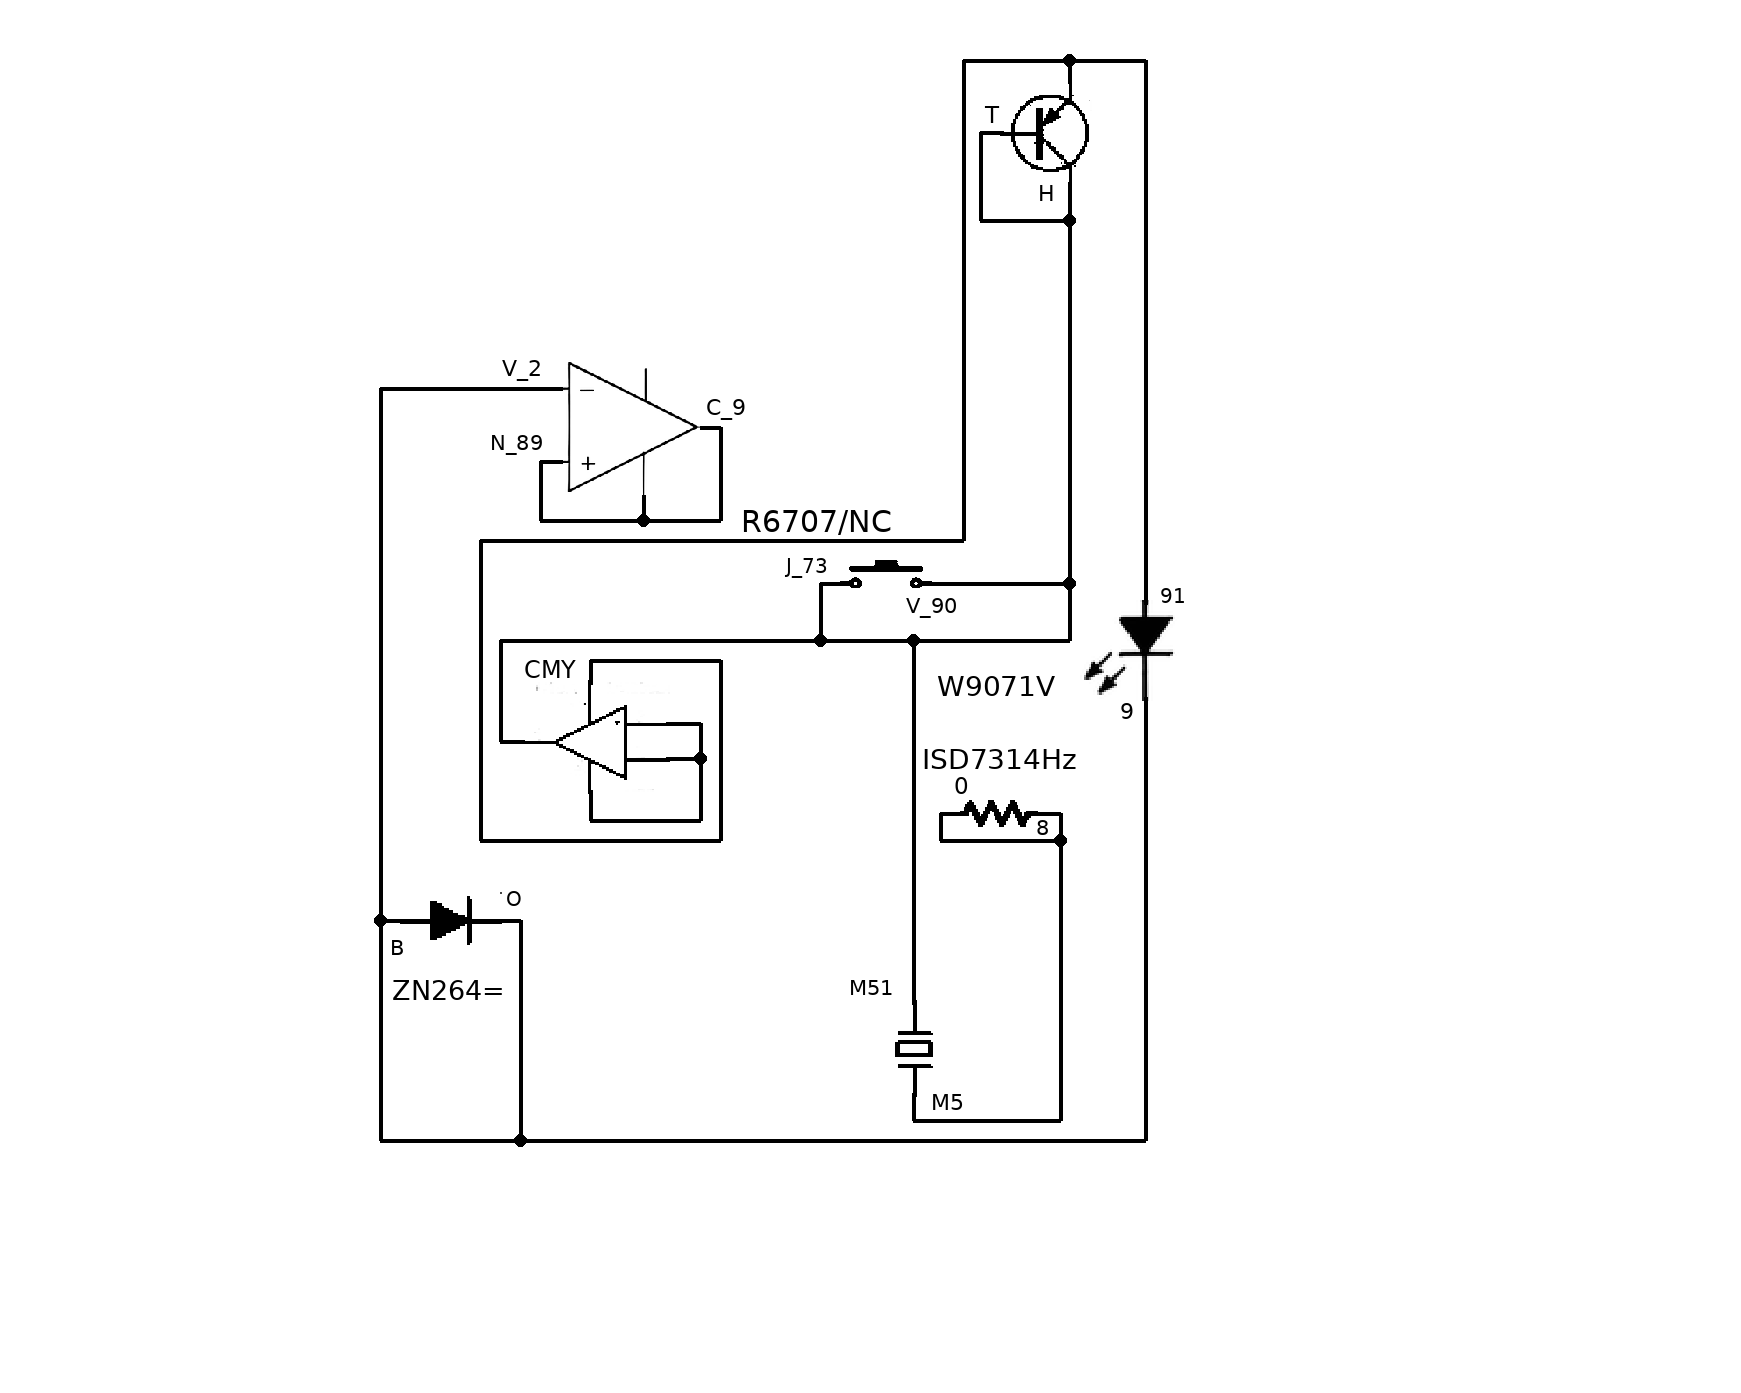 T
H
V_2
C_9
N_89
−
+
R6707/NC
J_73
V_90
91
CMY
W9071V
9
ISD7314Hz
0
8
O
B
ZN264=
M51
M5